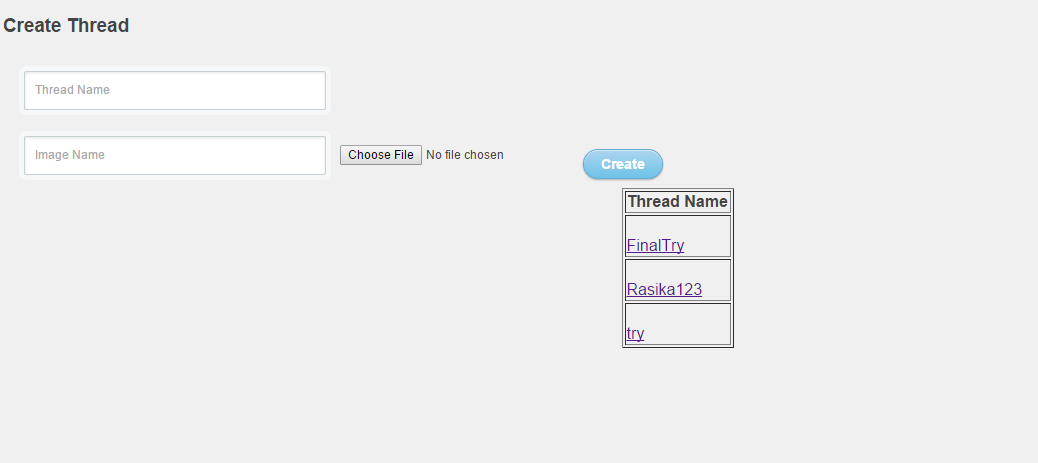 Create Thread
Thread Name
Image Name
Choose File No file chosen
Create
Thread Name
FinalTry
Rasika123
try